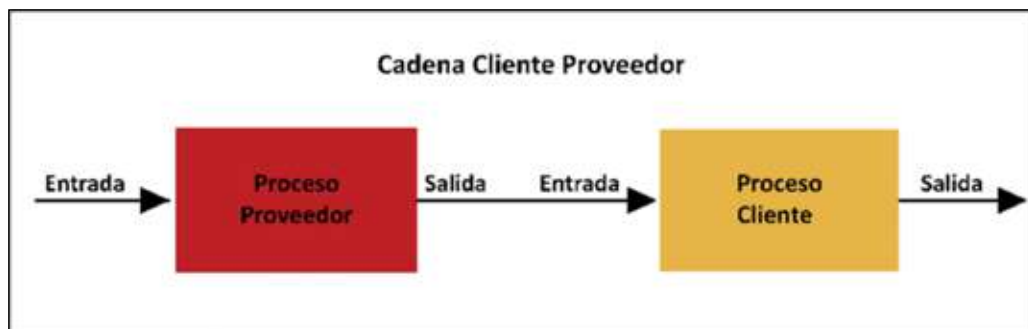 Cadena Cliente Proveedor
Entrada
Proceso
Proveedor
Salida
Entrada
Proceso
Cliente
Salida